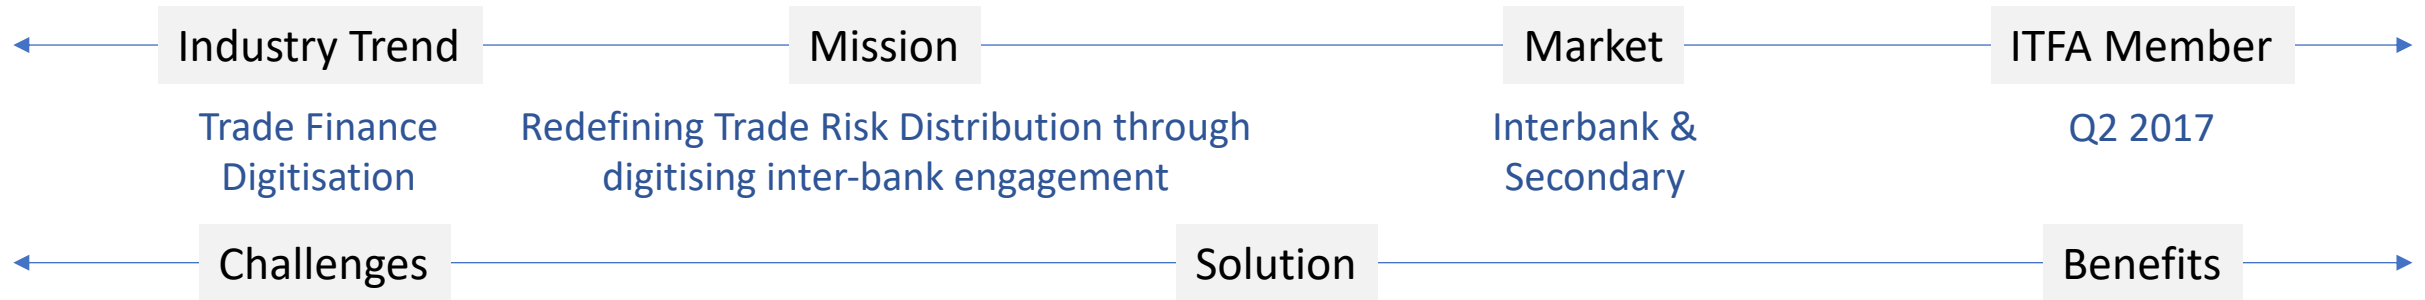 Industry Trend
Mission
Market
ITFA Member
Trade Finance
Digitisation
Redefining Trade Risk Distribution through
digitising inter-bank engagement
Interbank &
Secondary
Q2 2017
Challenges
Solution
Benefits